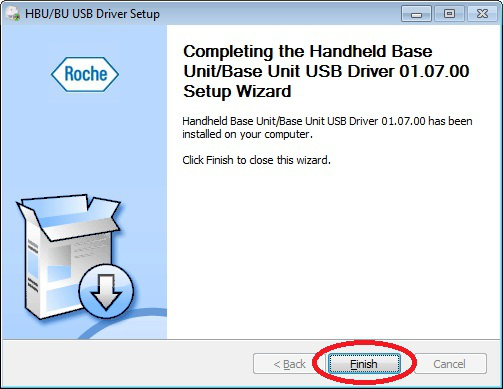 HBU/BU USB Driver Setup
Roche
Completing the Handheld Base
Unit/Base Unit USB Driver 01.07.00
Setup Wizard
Handheld Base Unit/Base Unit USB Driver 01.07.00 has been
installed on your computer.
Click Finish to close this wizard.
< Back
Finish
Cancel